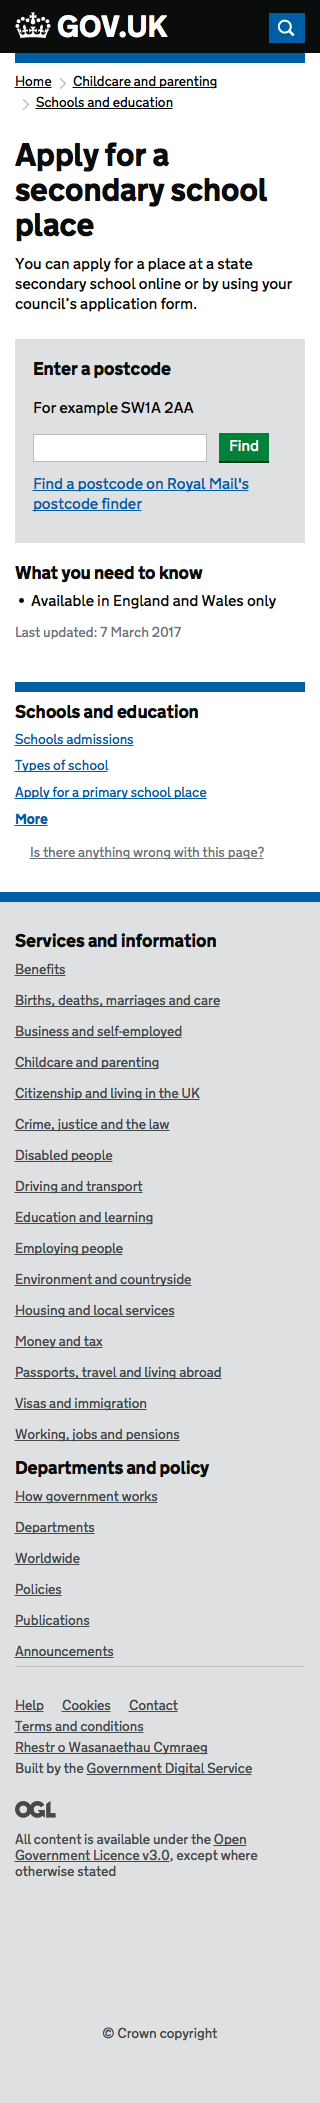 GOV.UK
Home
Childcare and parenting
Schools and education
Apply for a
secondary school
place
You can apply for a place at a state
secondary school online or by using your
council's application form.
Enter a postcode
For example SW1A 2AA
Find
Find a postcode on Royal Mail's
postcode finder
What you need to know
• Available in England and Wales only
Last updated: 7 March 2017
Schools and education
Schools admissions
Types of school
Apply for a primary school place
More
Is there anything wrong with this page?
Services and information
Benefits
Births, deaths, marriages and care
Business and self-employed
Childcare and parenting
Citizenship and living in the UK
Crime, justice and the law
Disabled people
Driving and transport
Education and learning
Employing people
Environment and countryside
Housing and local services
Money and tax
Passports, travel and living abroad
Visas and immigration
Working, jobs and pensions
Departments and policy
How government works
Departments
Worldwide
Policies
Publications
Announcements
Help Cookies Contact
Terms and conditions
Rhestr o Wasanaethau Cymraeg
Built by the Government Digital Service
OGL
All content is available under the Open
Government Licence v3.0, except where
otherwise stated
© Crown copyright